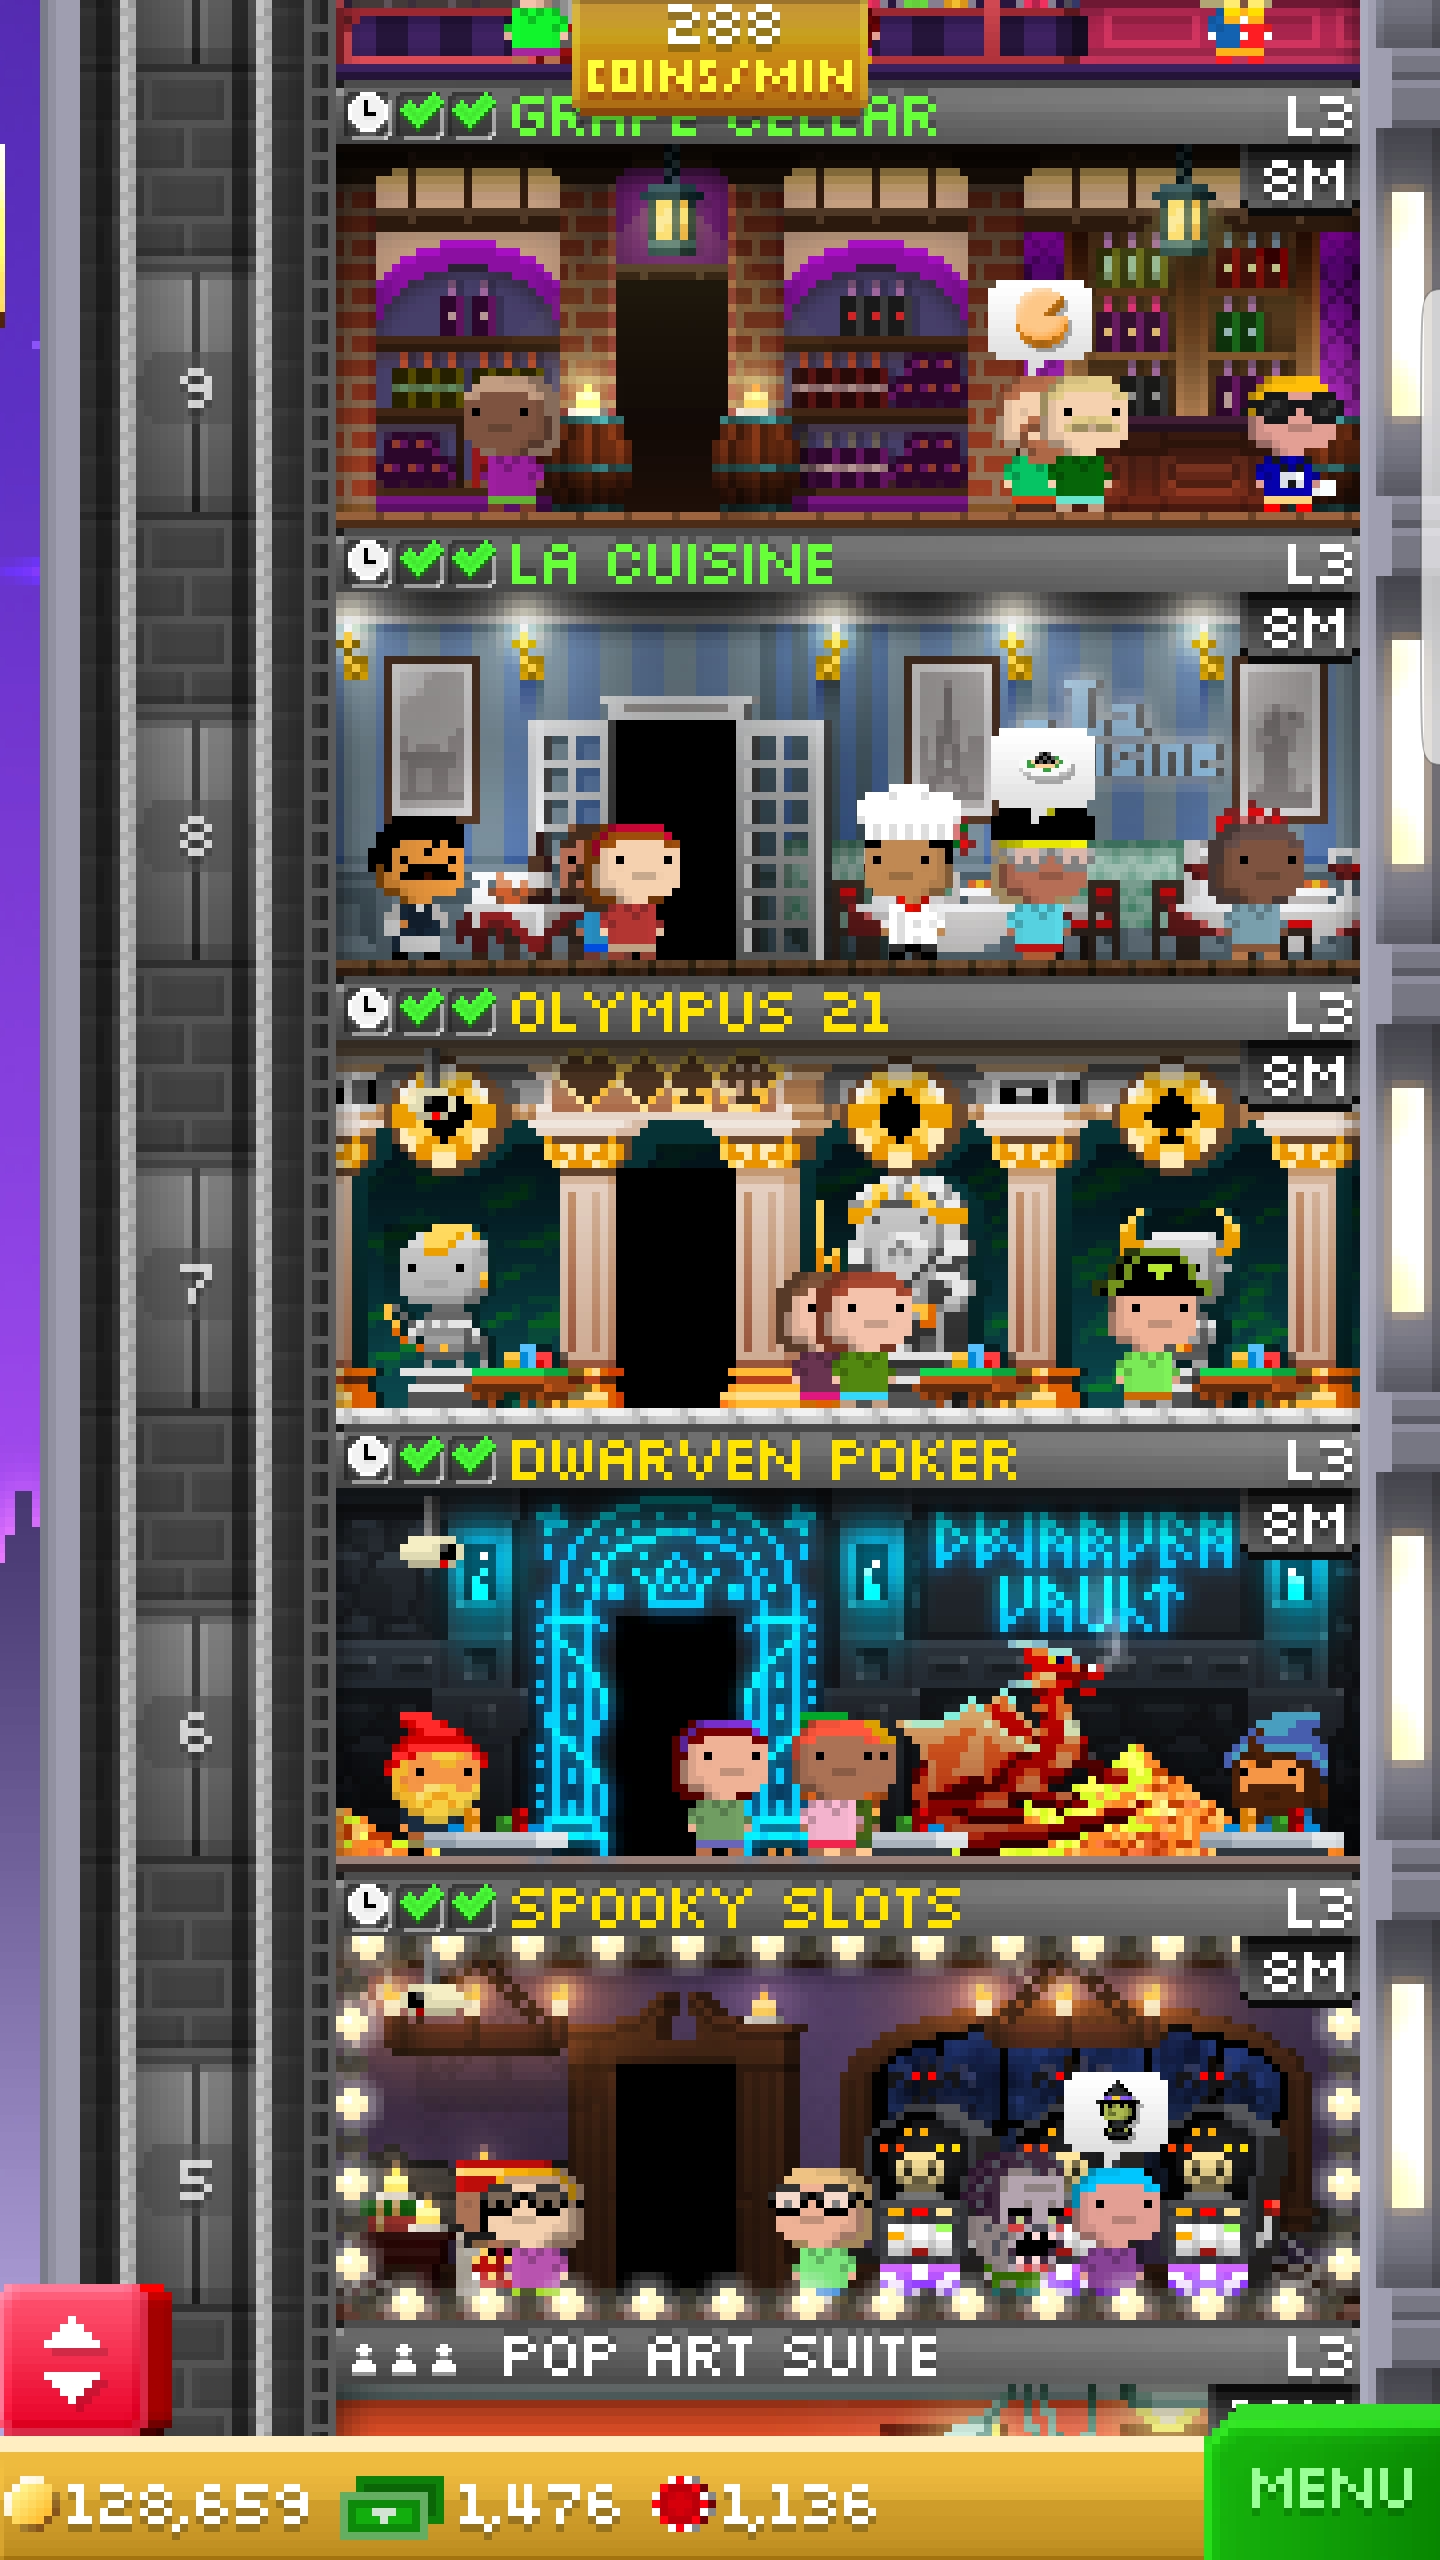 288
COINS/MIN
GRAPE CELLAR L3
8M
9
LA CUISINE L3
8M
La
8
OLYMPUS 21 L3
8M
7
DWARVEN POKER L3
8M
DWARVEN
VAULT
6
SPOOKY SLOTS L3
8M
5
POP ART SUITE L3
128,659 1,476 1,136
MENU